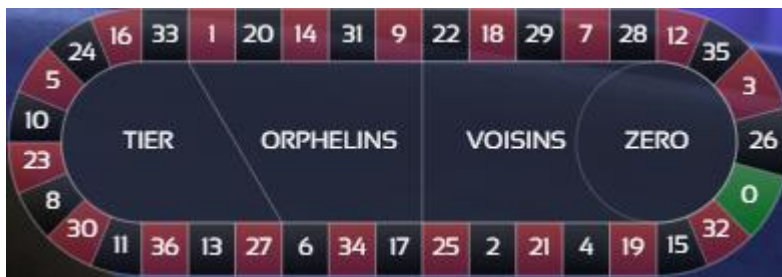 24 16 33 1 20 14 31 9 22 18 29 7 28 12 35
5 3
10 TIER ORPHELINS VOISINS ZERO 26
23
8 0
30 11 36 13 27 6 34 17 25 2 21 4 19 15 32